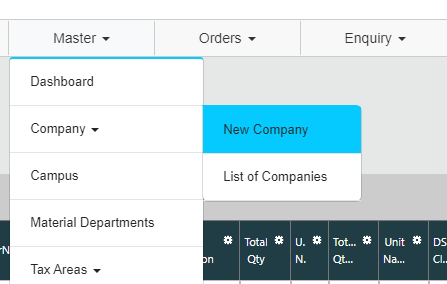 Master Orders Enquiry
Dashboard
Company New Company
Campus List of Companies
Material Departments
Tax Areas
Total Qty
U. N.
Tot... Qt...
Unit Na...
DS Cl...